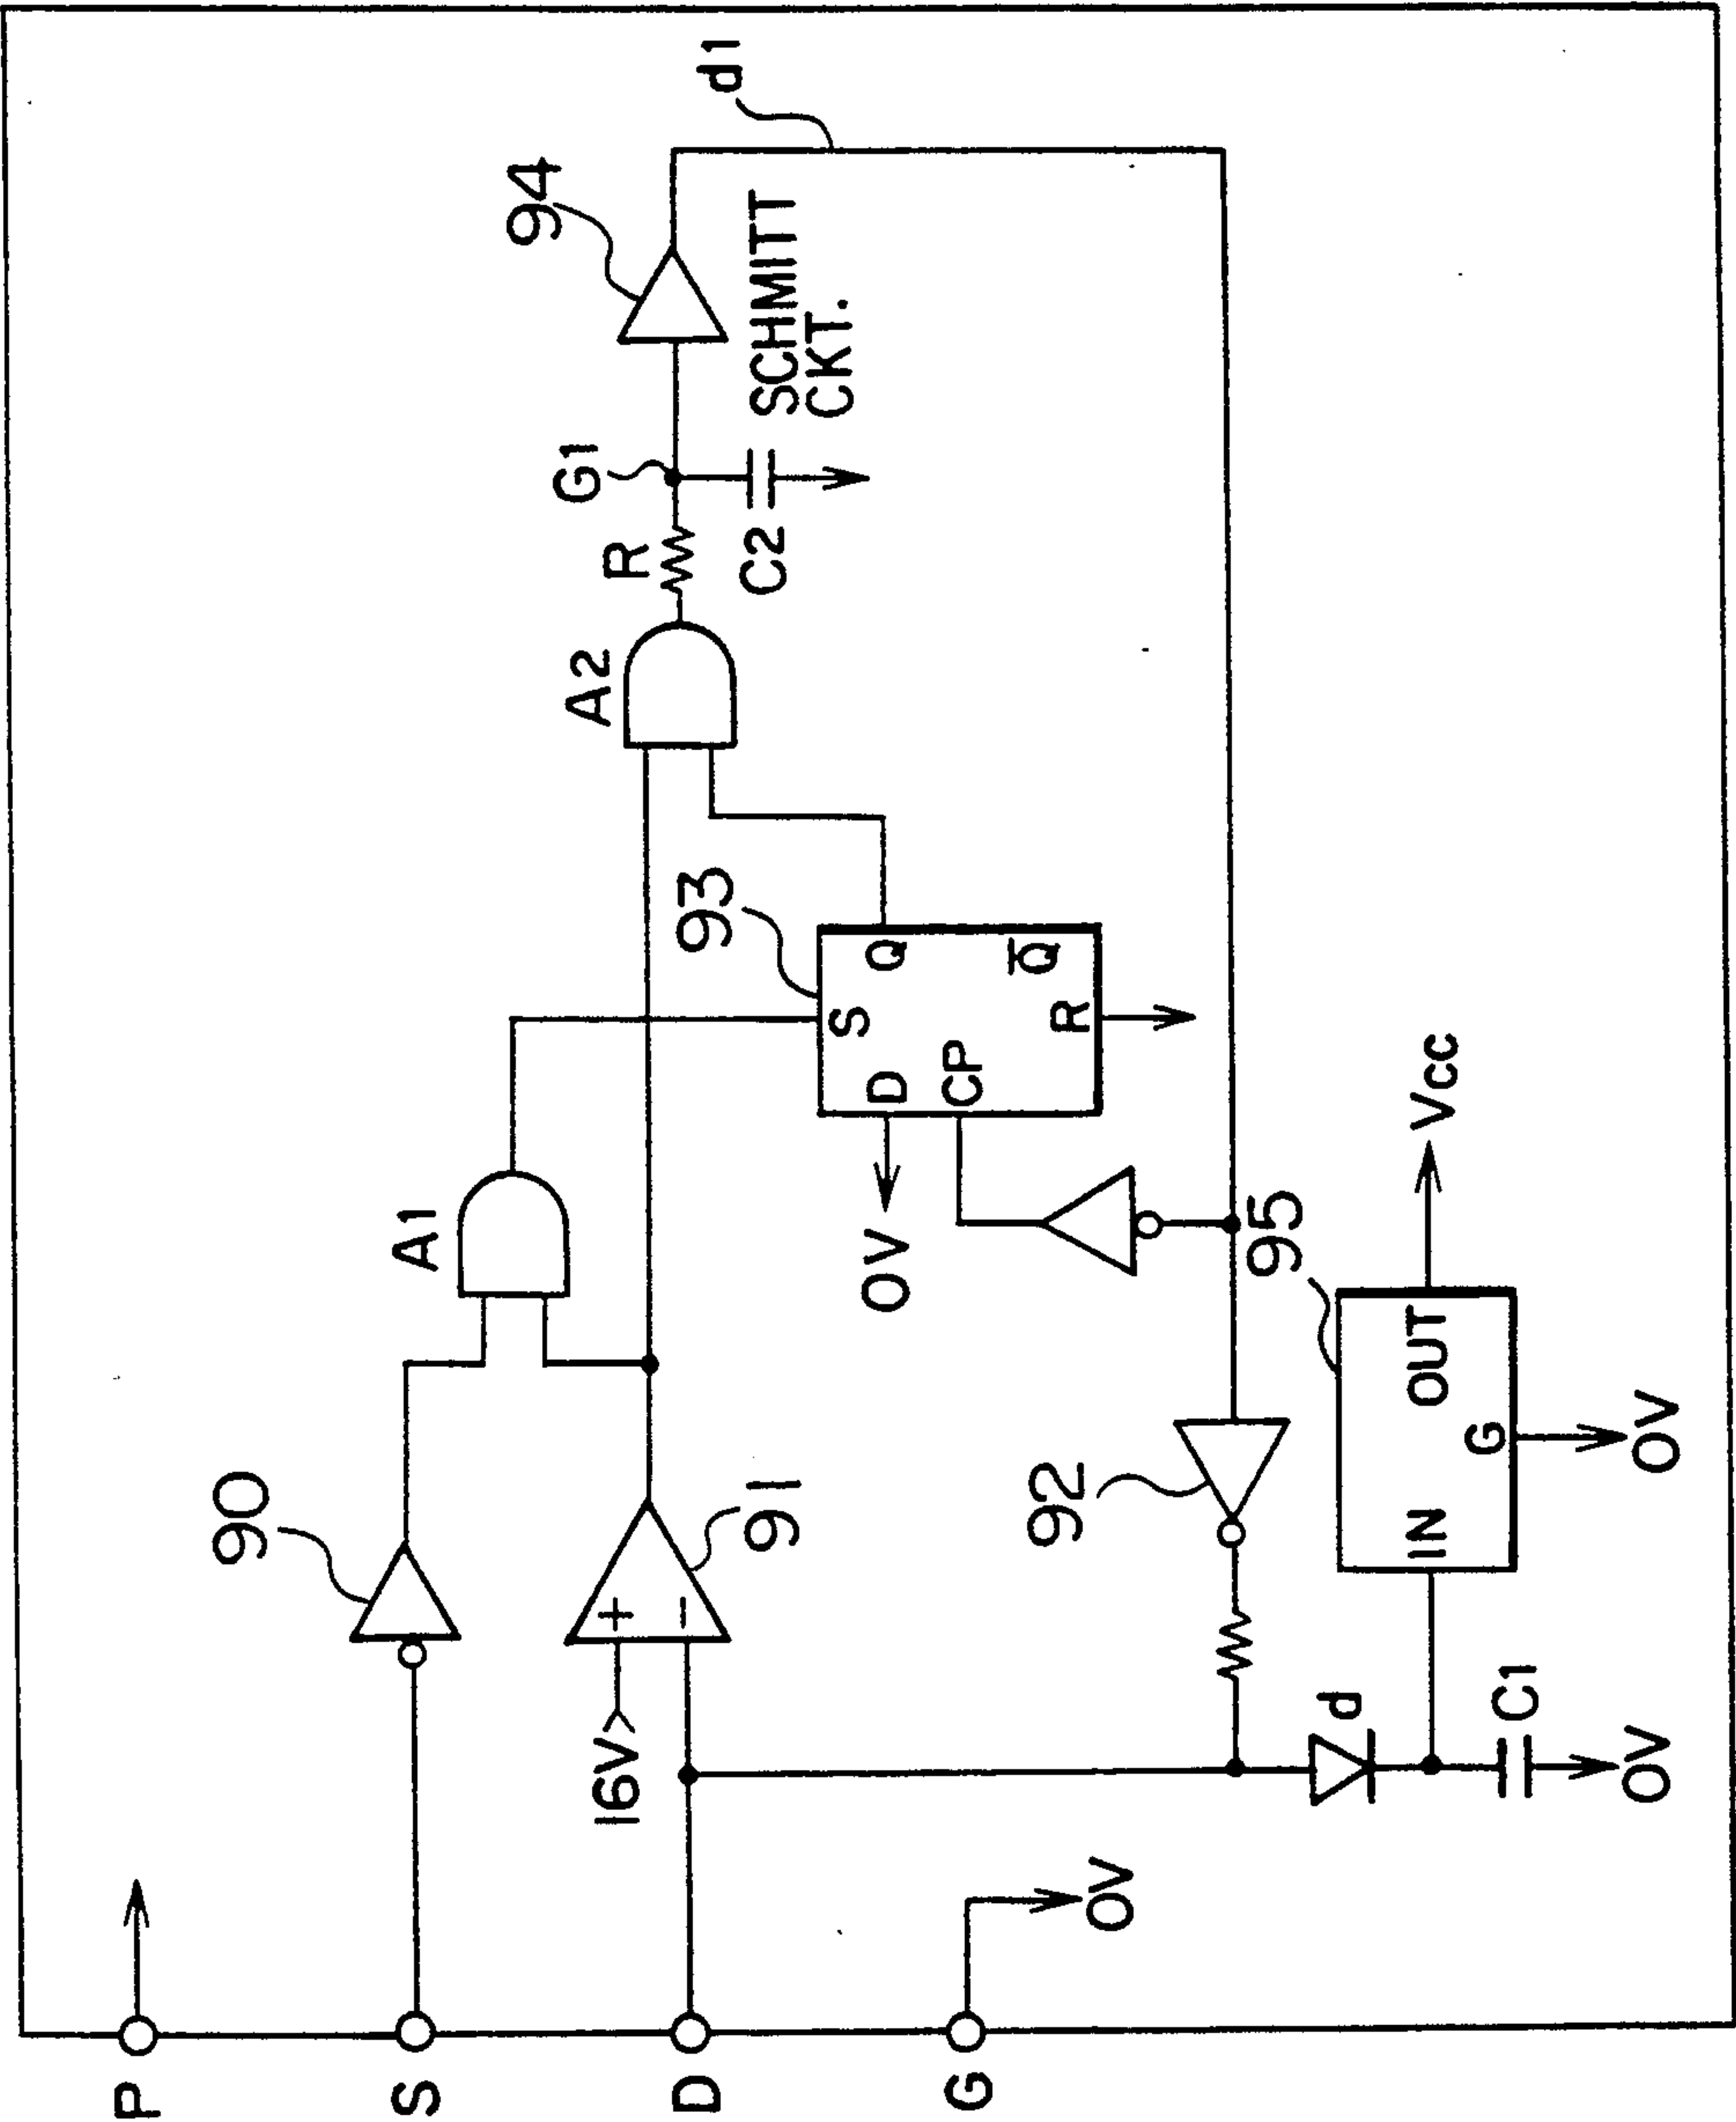 P
S
D
G
0V
90
91
16V
+
−
A1
93
S
D
Q
CP
Q̅
R
0V
A2
R
G1
C2
94
SCHMITT
CKT.
d1
92
d
C1
0V
95
IN
OUT
G
0V
Vcc